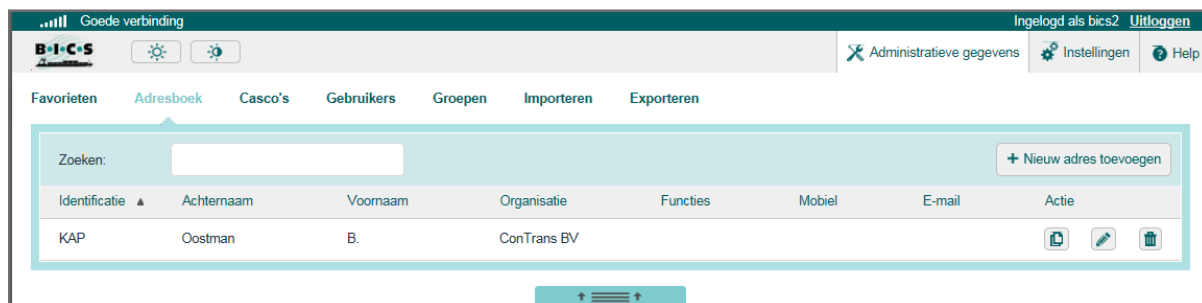 Goede verbinding Ingelogd als bics2 Uitloggen
B•I•C•S Administratieve gegevens Instellingen Help
Favorieten Adresboek Casco's Gebruikers Groepen Importeren Exporteren
Zoeken: + Nieuw adres toevoegen
Identificatie ▲ Achternaam Voornaam Organisatie Functies Mobiel E-mail Actie
KAP Oostman B. ConTrans BV